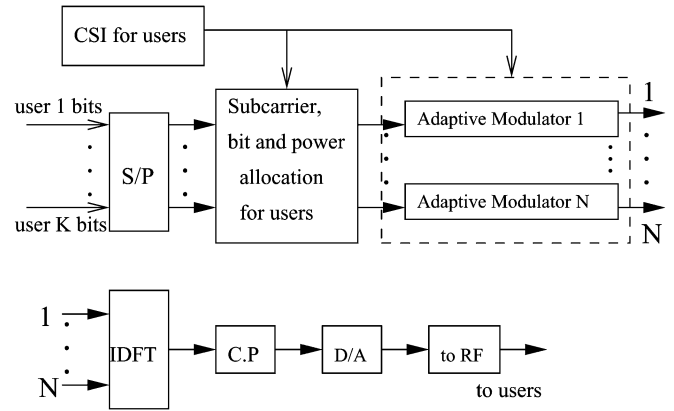 CSI for users
user 1 bits
user K bits
S/P
Subcarrier,
bit and power
allocation
for users
Adaptive Modulator 1
Adaptive Modulator N
1
N
1
N
IDFT
C.P
D/A
to RF
to users